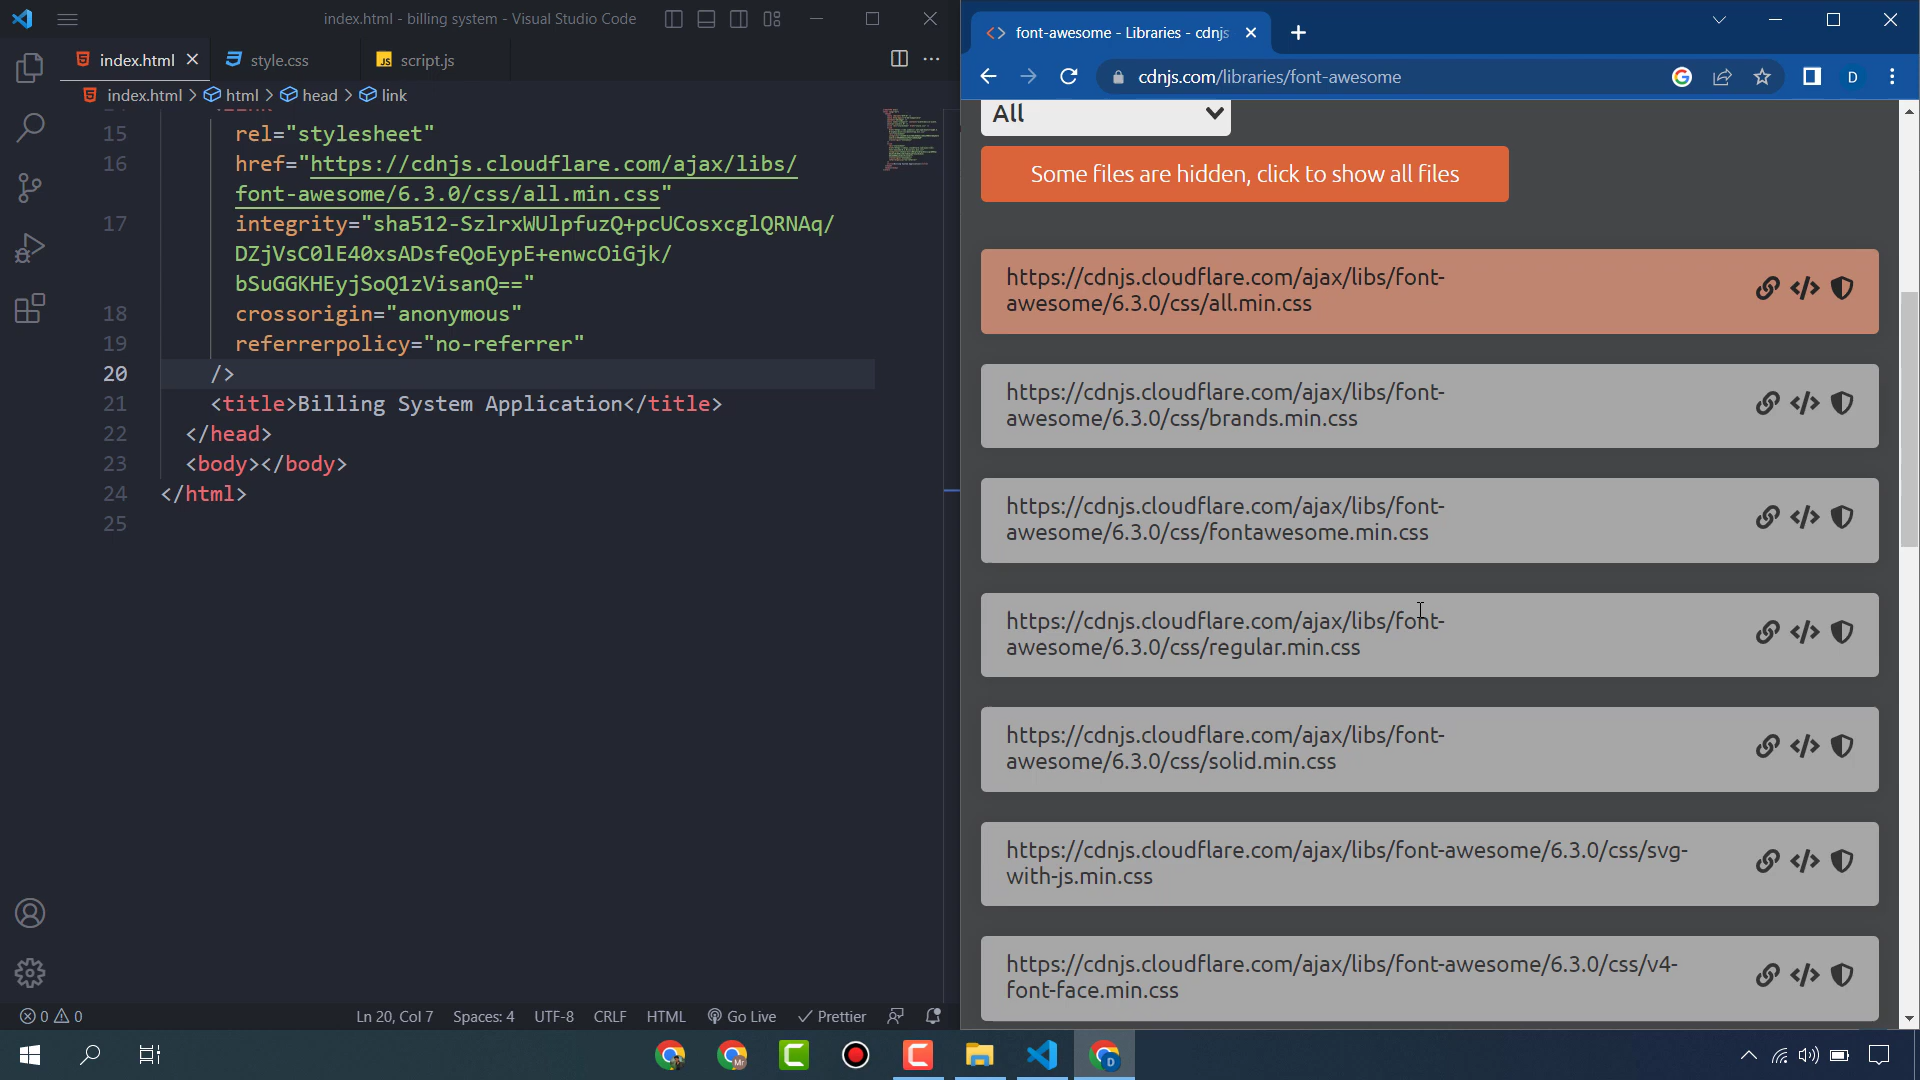 index.html - billing system - Visual Studio Code
index.html
style.css
JS script.js
index.html > html > head > link
15 rel="stylesheet"
16 href="https://cdnjs.cloudflare.com/ajax/libs/
font-awesome/6.3.0/css/all.min.css"
17 integrity="sha512-SzlrxWUlpfuzQ+pcUCosxcglQRNAq/
DZjVsC0lE40xsADsfeQoEypE+enwcOiGjk/
bSuGGKHEyjSoQ1zVisanQ=="
18 crossorigin="anonymous"
19 referrerpolicy="no-referrer"
20 />
21 <title>Billing System Application</title>
22 </head>
23 <body></body>
24 </html>
25
0 0
Ln 20, Col 7
Spaces: 4
UTF-8
CRLF
HTML
Go Live
Prettier
font-awesome - Libraries - cdnjs
cdnjs.com/libraries/font-awesome
D
All
Some files are hidden, click to show all files
https://cdnjs.cloudflare.com/ajax/libs/font-
awesome/6.3.0/css/all.min.css
https://cdnjs.cloudflare.com/ajax/libs/font-
awesome/6.3.0/css/brands.min.css
https://cdnjs.cloudflare.com/ajax/libs/font-
awesome/6.3.0/css/fontawesome.min.css
https://cdnjs.cloudflare.com/ajax/libs/font-
awesome/6.3.0/css/regular.min.css
https://cdnjs.cloudflare.com/ajax/libs/font-
awesome/6.3.0/css/solid.min.css
https://cdnjs.cloudflare.com/ajax/libs/font-awesome/6.3.0/css/svg-
with-js.min.css
https://cdnjs.cloudflare.com/ajax/libs/font-awesome/6.3.0/css/v4-
font-face.min.css